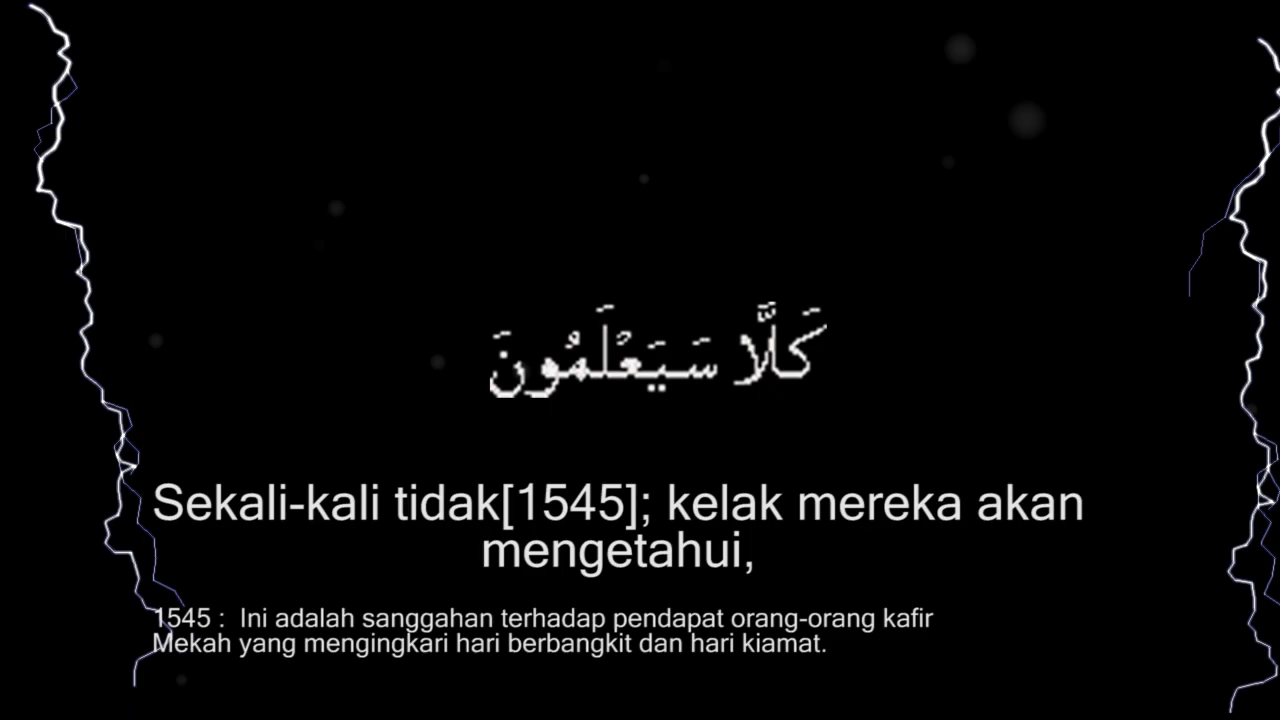 كَلَّا سَيَعْلَمُونَ
Sekali-kali tidak[1545]; kelak mereka akan
mengetahui,
1545 :  Ini adalah sanggahan terhadap pendapat orang-orang kafir
Mekah yang mengingkari hari berbangkit dan hari kiamat.